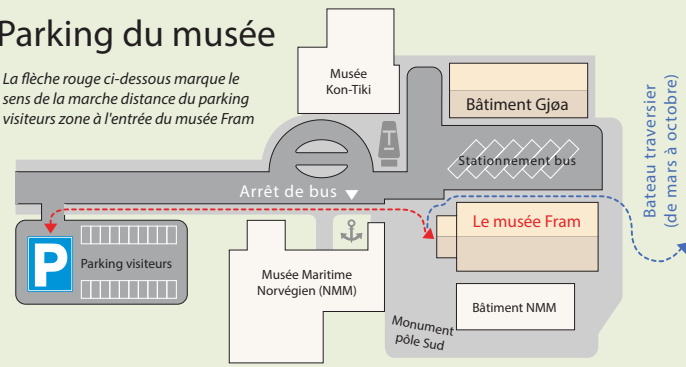 Parking du musée
La flèche rouge ci-dessous marque le
sens de la marche distance du parking
visiteurs zone à l'entrée du musée Fram
Musée
Kon-Tiki
Bâtiment Gjøa
Stationnement bus
Arrêt de bus
Bateau traversier
(de mars à octobre)
Le musée Fram
P
Parking visiteurs
Musée Maritime
Norvégien (NMM)
Bâtiment NMM
Monument
pôle Sud